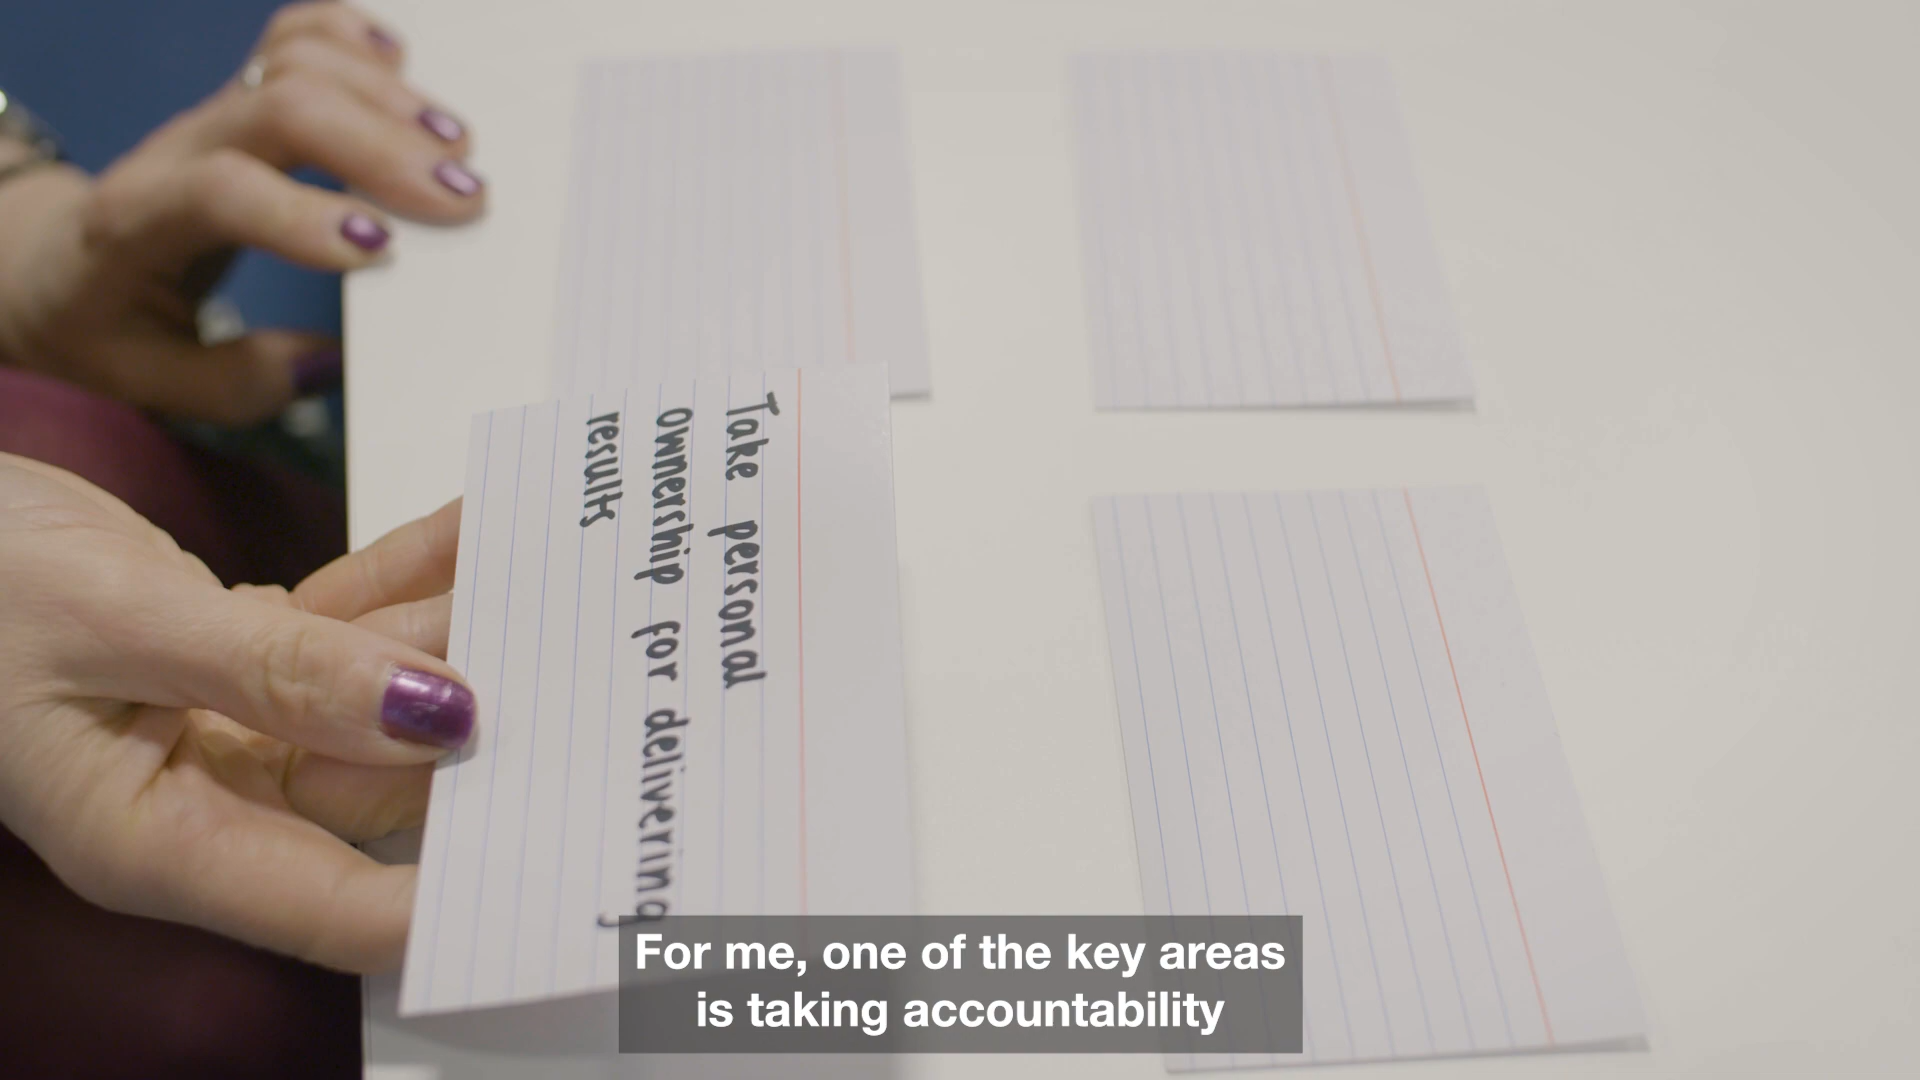 Take personal
ownership for delivering
results
For me, one of the key areas
is taking accountability